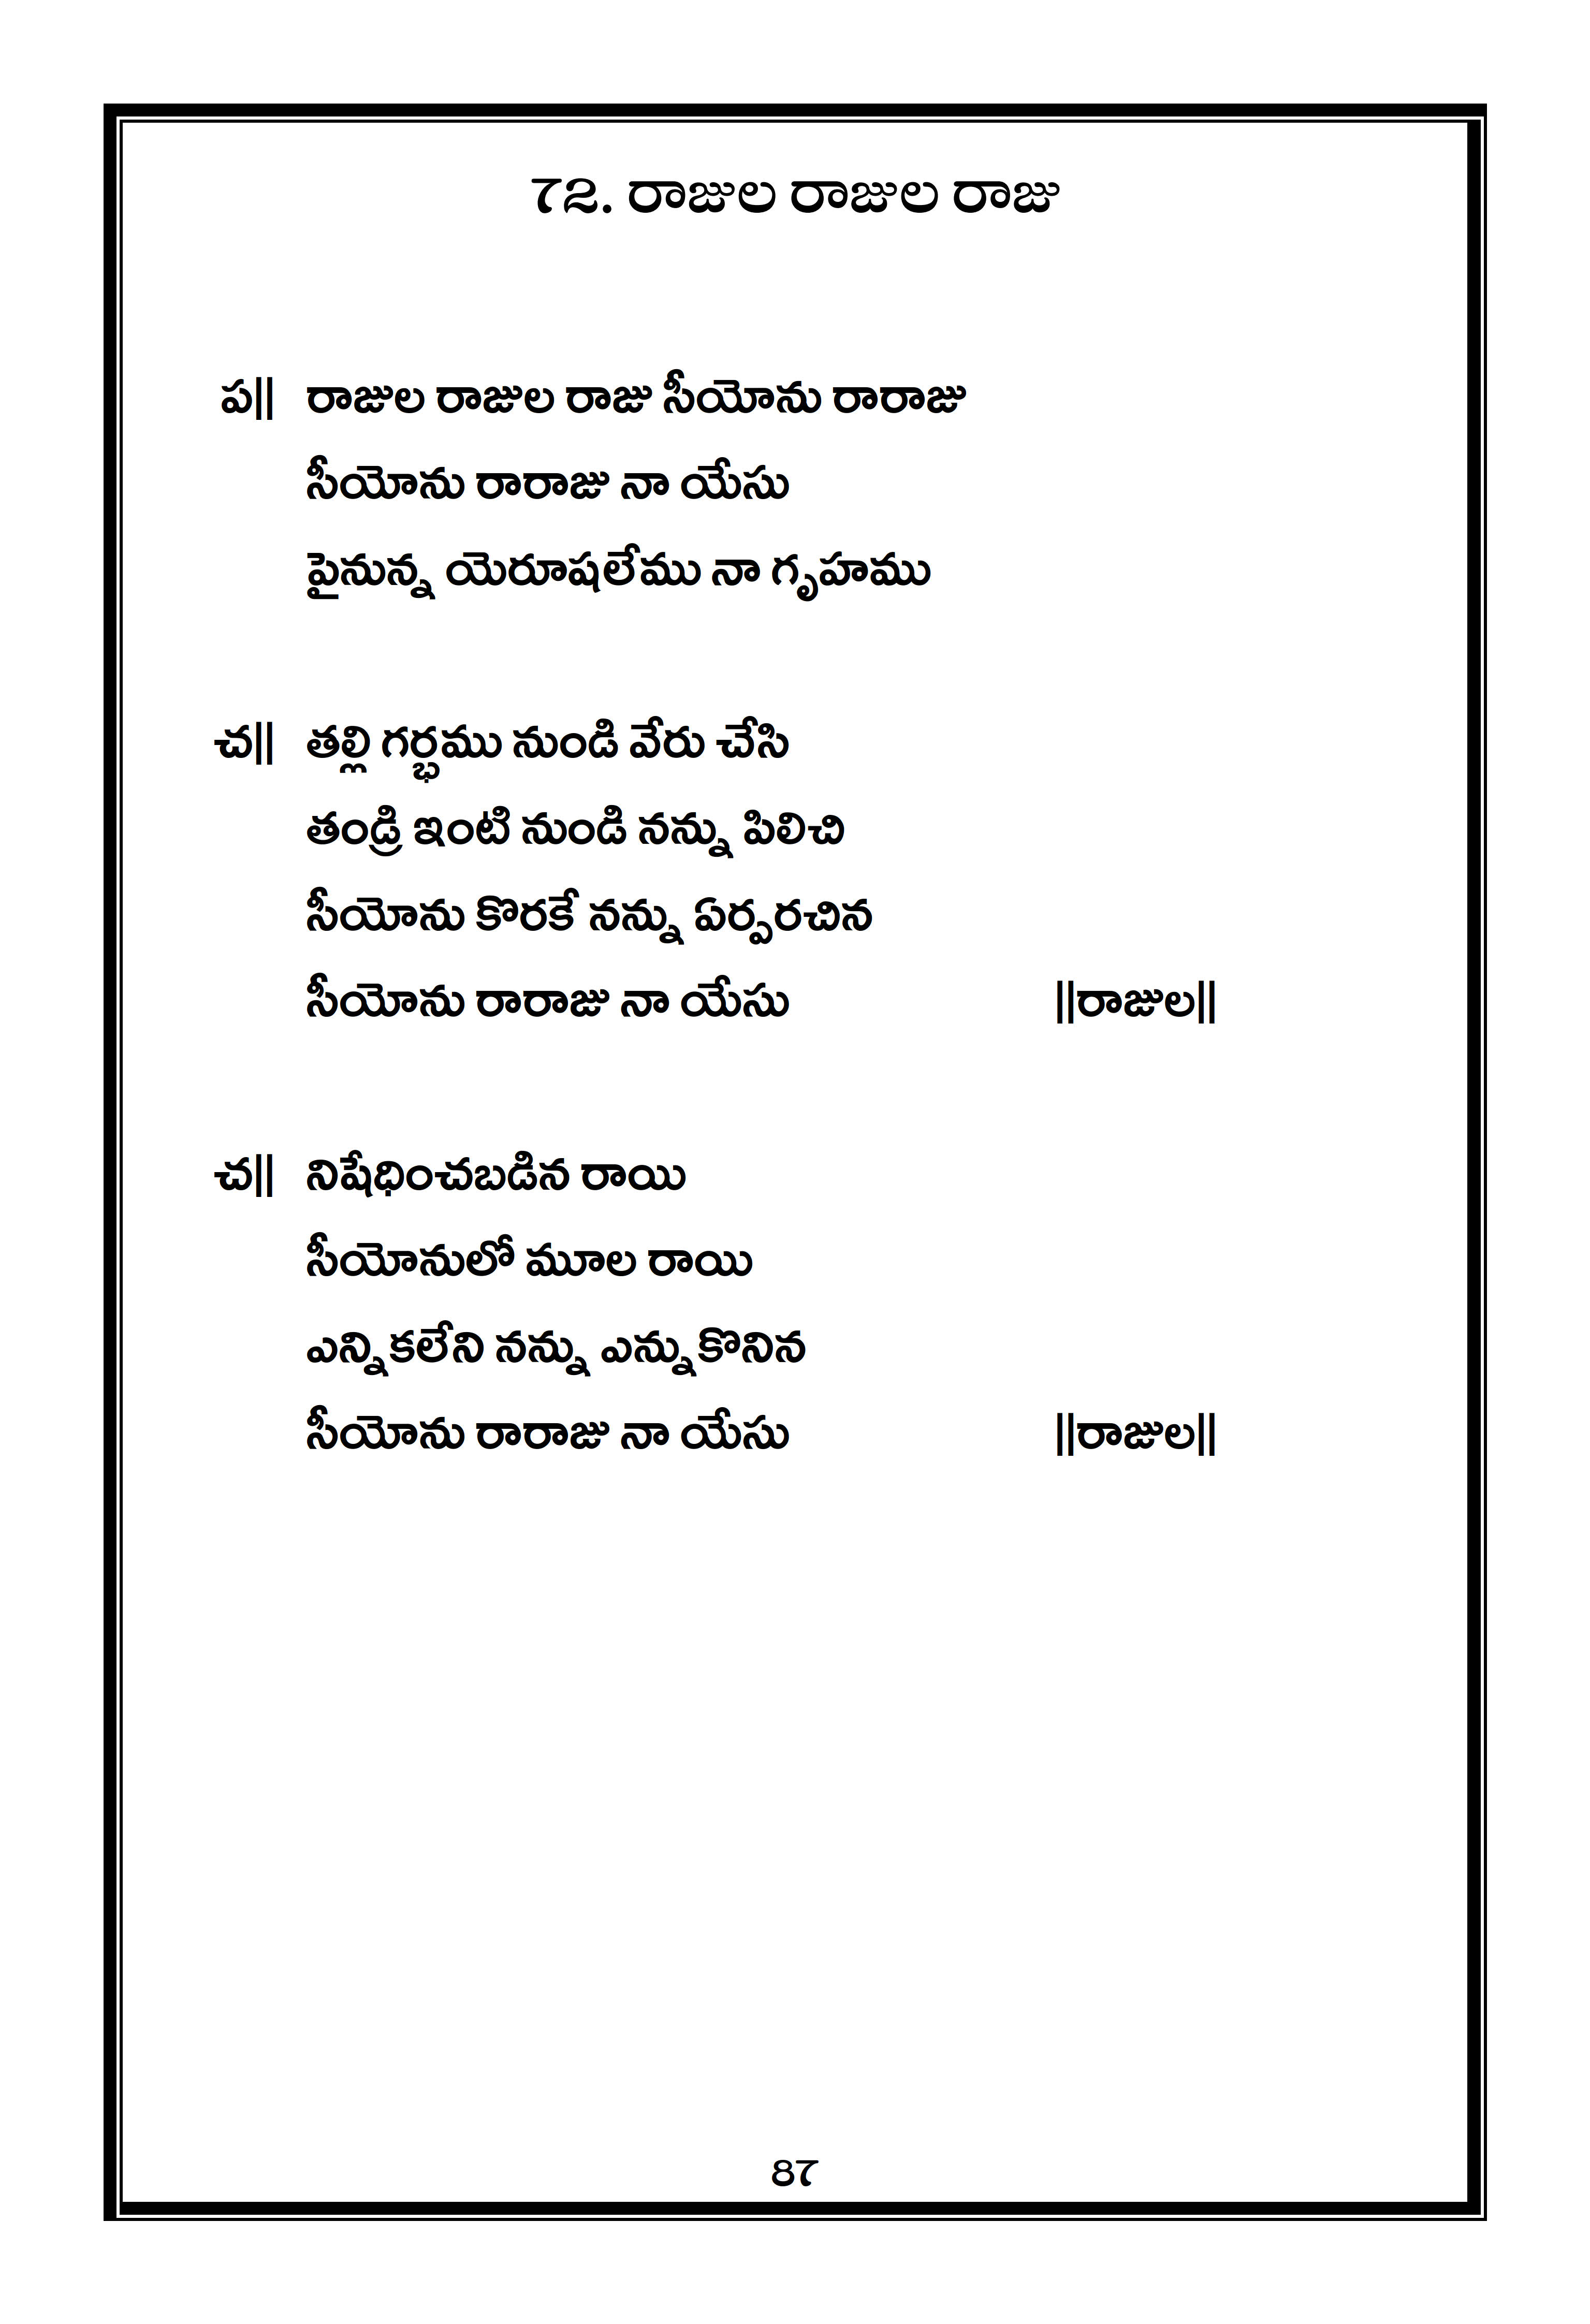 72. రాజుల రాజుల రాజు
ప|| రాజుల రాజుల రాజు సీయోను రారాజు
సీయోను రారాజు నా యేసు
పైనున్న యెరూషలేము నా గృహము
చ|| తల్లి గర్భము నుండి వేరు చేసి
తండ్రి ఇంటి నుండి నన్ను పిలిచి
సీయోను కొరకే నన్ను ఏర్పరచిన
సీయోను రారాజు నా యేసు ||రాజుల||
చ|| నిషేధించబడిన రాయి
సీయోనులో మూల రాయి
ఎన్నికలేని నన్ను ఎన్నుకొనిన
సీయోను రారాజు నా యేసు ||రాజుల||
87